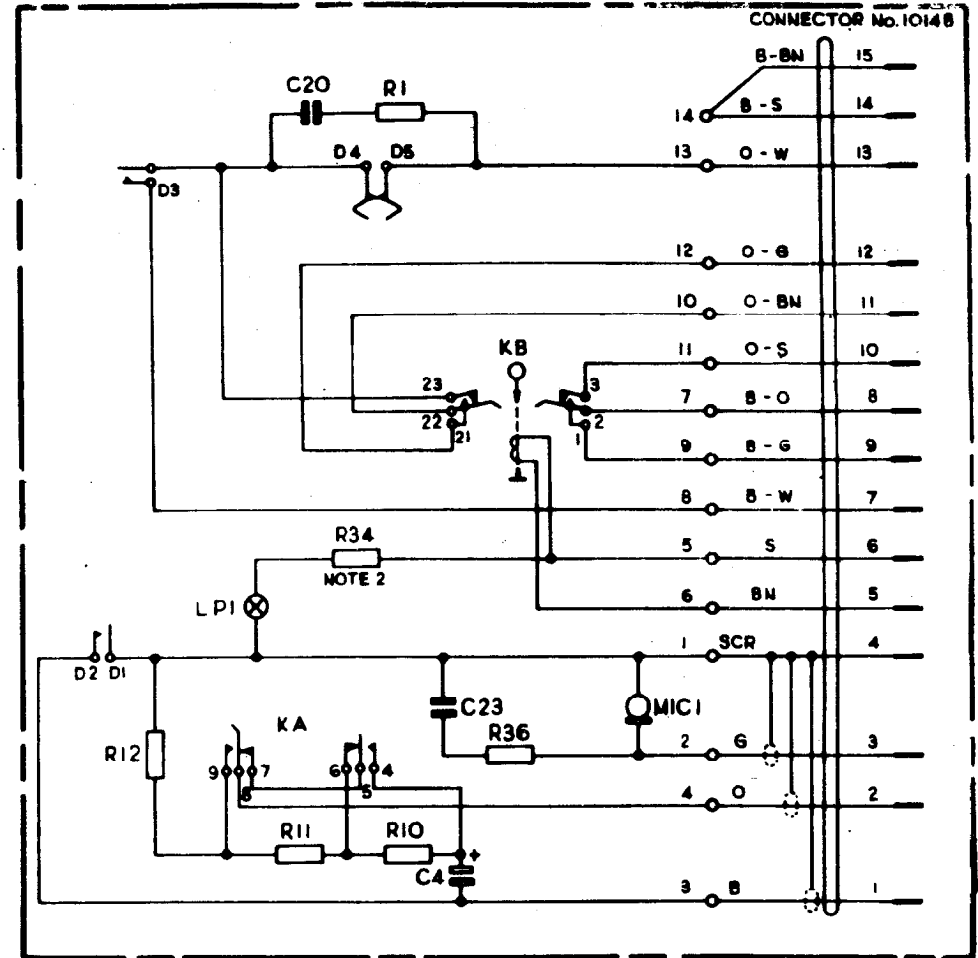 CONNECTOR No. 10148
B-BN 15
C20 R1
14 B-S 14
D4 D5 13 O-W 13
D3
12 O-G 12
10 O-BN 11
KB 11 O-S 10
23 3
7 B-O 8
22 2
21 1
9 B-G 9
8 B-W 7
R34 5 S 6
NOTE 2
LP1 6 BN 5
1 SCR 4
D2 D1
C23 MIC1
KA R36
R12 2 G 3
9 7 6 4
8 5 4 O 2
R11 R10
+
C4
3 B 1